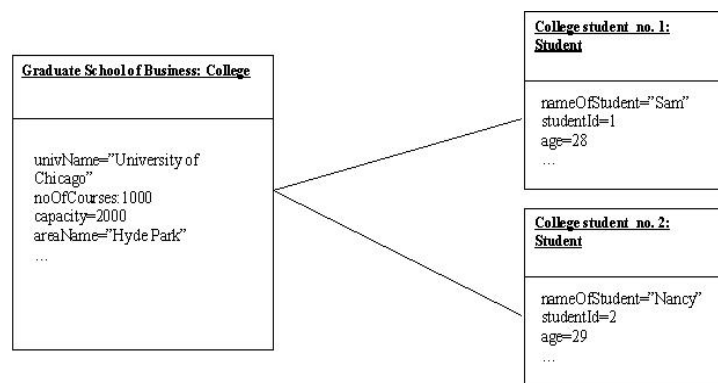 Graduate School of Business: College
univName="University of
Chicago"
noOfCourses:1000
capacity=2000
areaName="Hyde Park"
...
College student no. 1:
Student
nameOfStudent="Sam"
studentId=1
age=28
...
College student no. 2:
Student
nameOfStudent="Nancy"
studentId=2
age=29
...